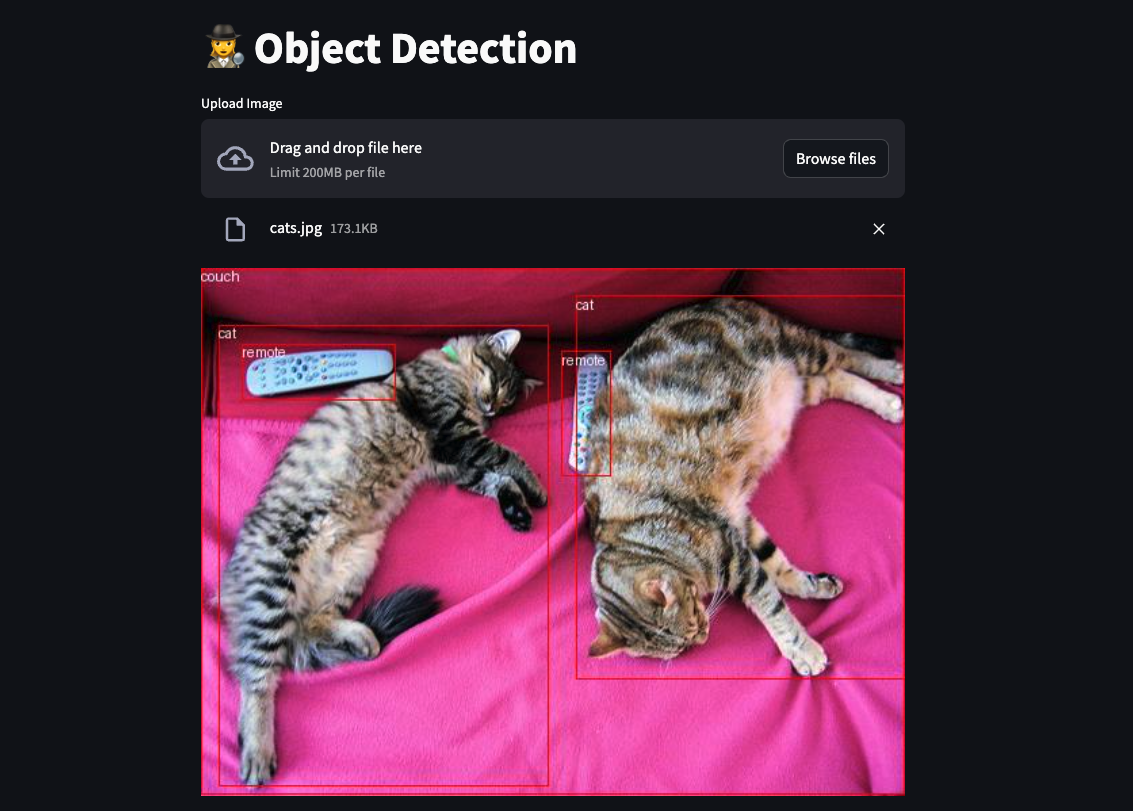 Object Detection
Upload Image
Drag and drop file here
Limit 200MB per file
Browse files
cats.jpg 173.1KB
couch
cat
cat
remote
remote